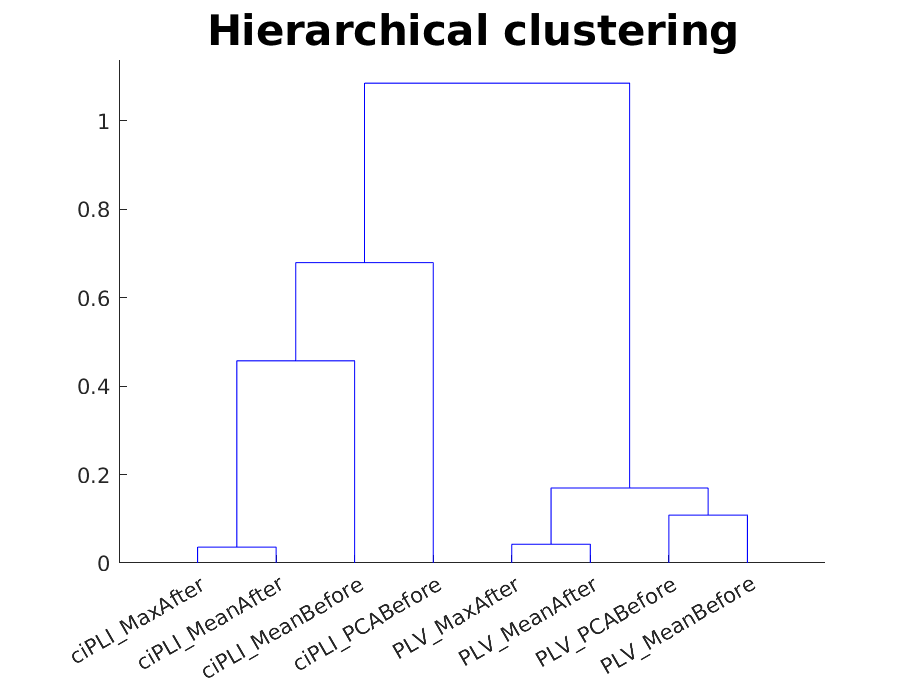 Hierarchical clustering
1
0.8
0.6
0.4
0.2
0
ciPLI_MaxAfter
ciPLI_MeanAfter
ciPLI_MeanBefore
ciPLI_PCABefore
PLV_MaxAfter
PLV_MeanAfter
PLV_PCABefore
PLV_MeanBefore